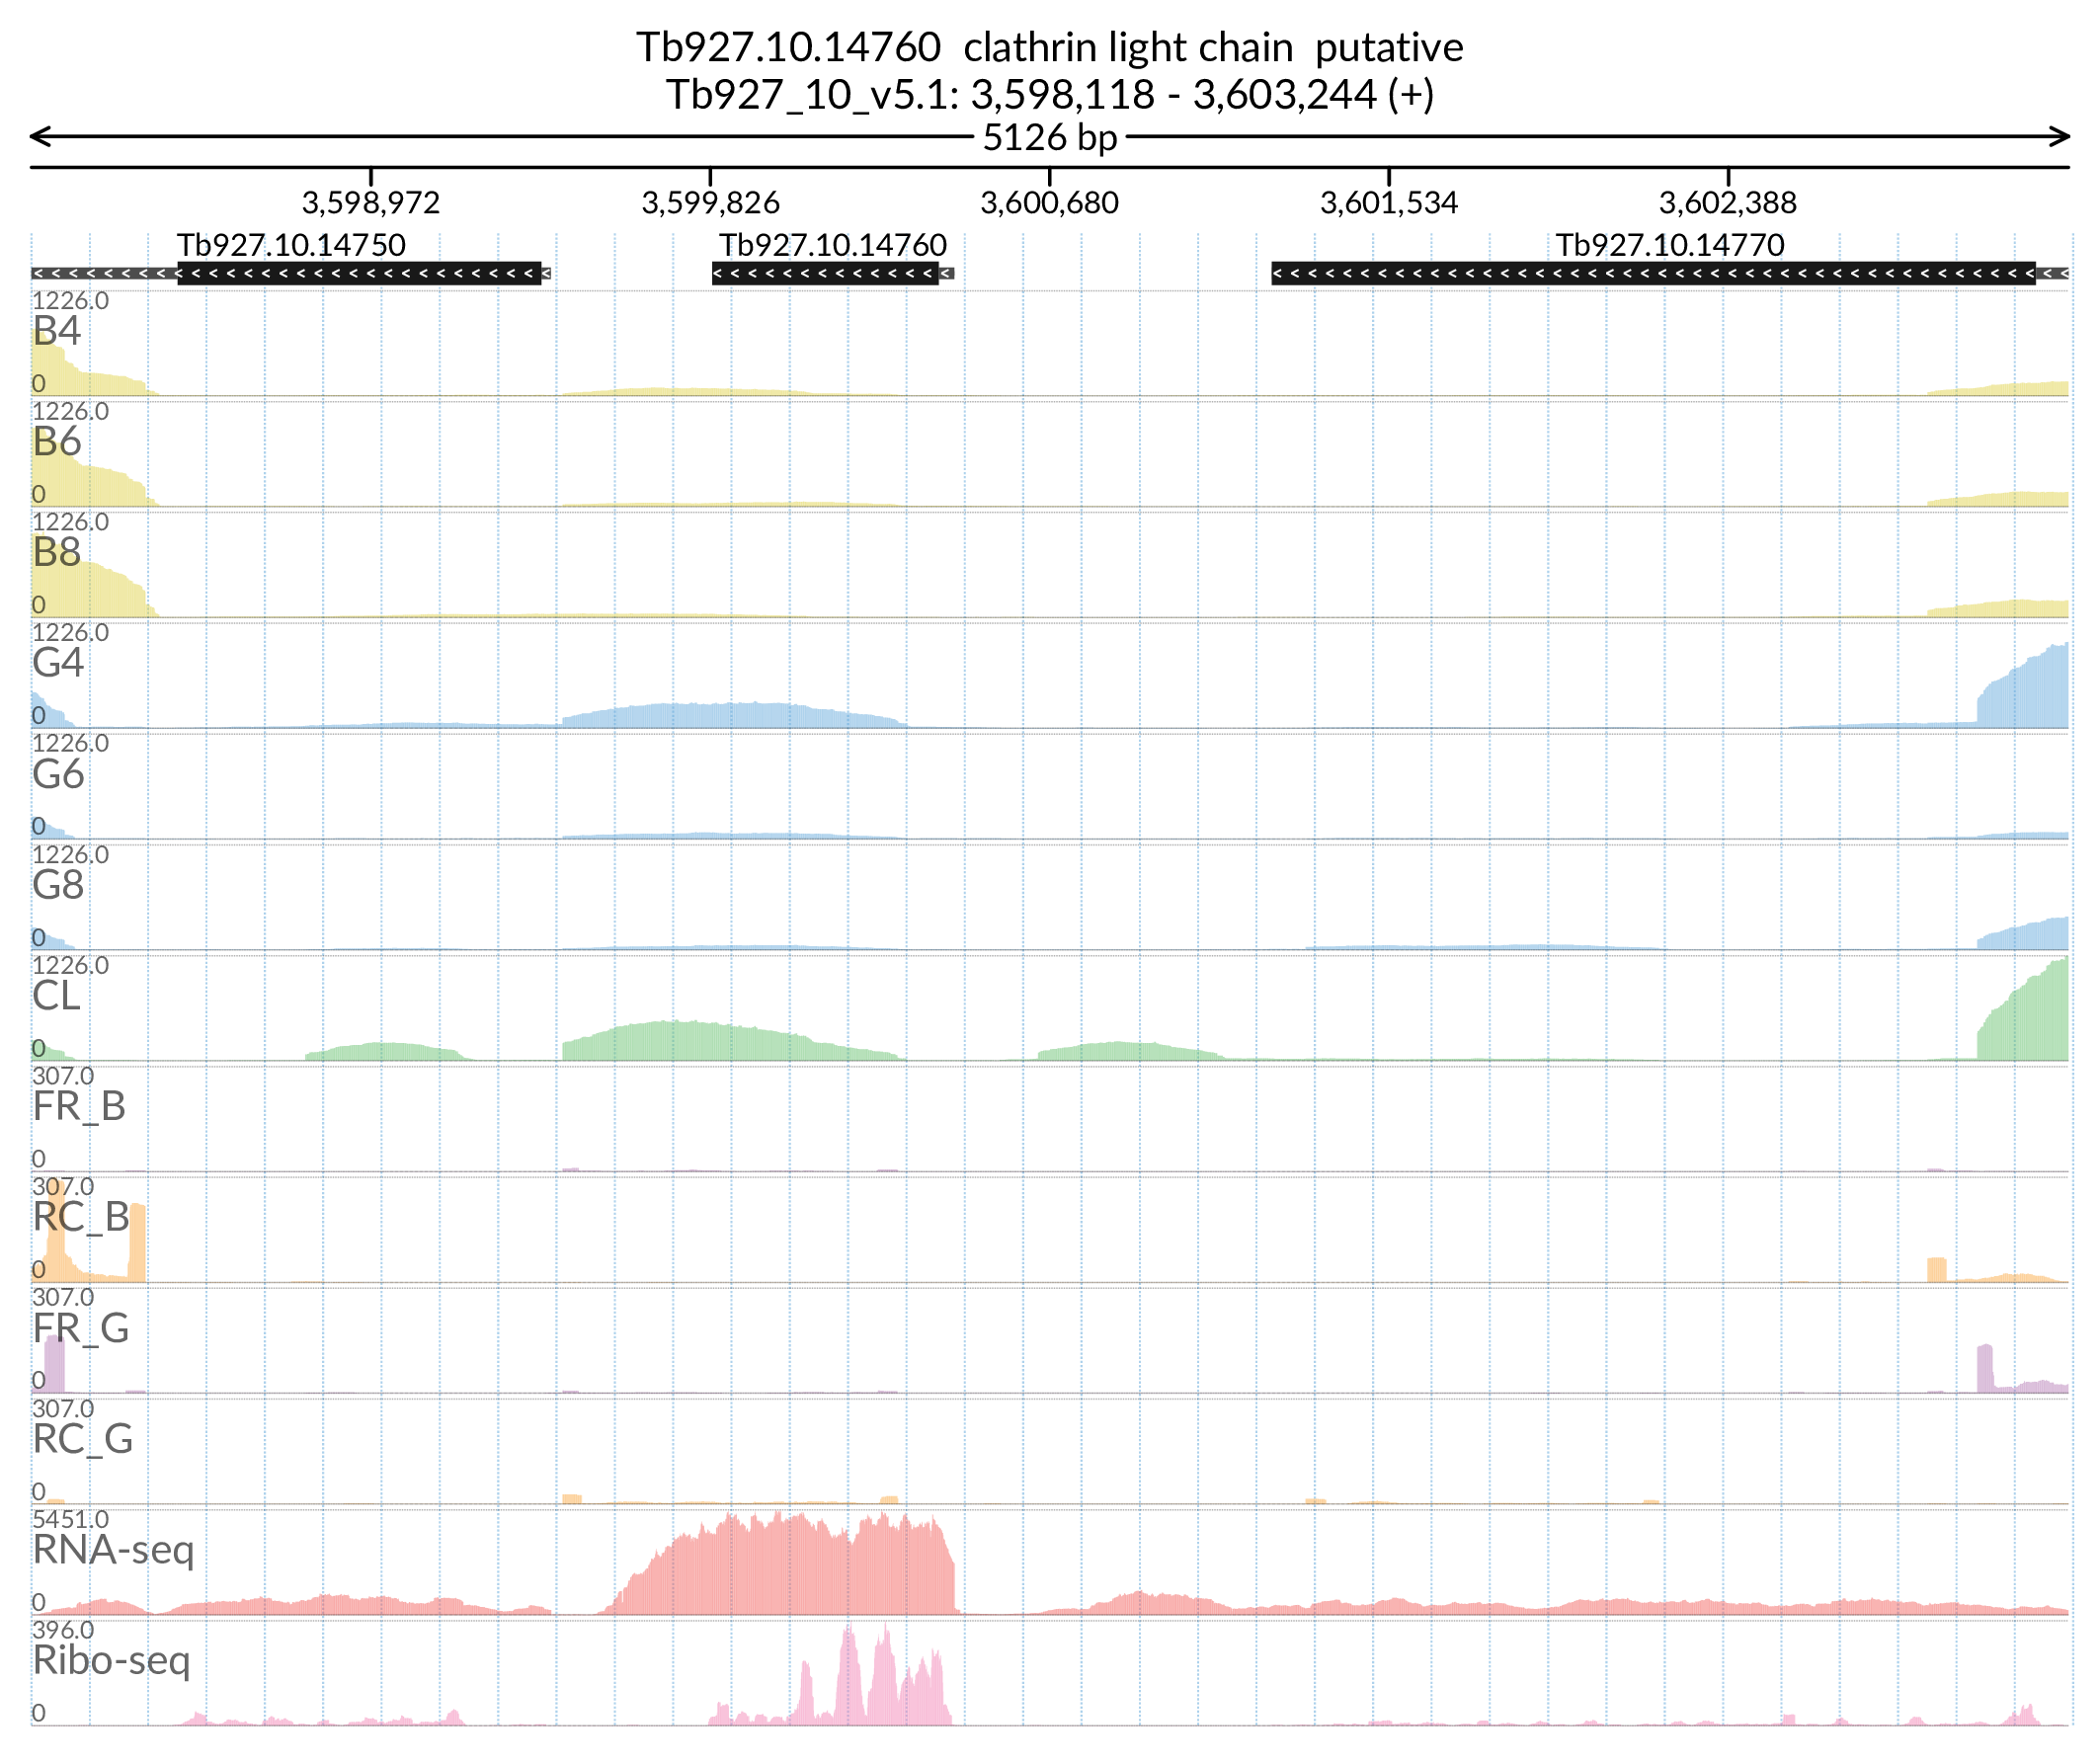 Tb927.10.14760  clathrin light chain  putative
Tb927_10_v5.1: 3,598,118 - 3,603,244 (+)
5126 bp
3,598,972 3,599,826 3,600,680 3,601,534 3,602,388
Tb927.10.14750 Tb927.10.14760 Tb927.10.14770
1226.0
B4
0
1226.0
B6
0
1226.0
B8
0
1226.0
G4
0
1226.0
G6
0
1226.0
G8
0
1226.0
CL
0
307.0
FR_B
0
307.0
RC_B
0
307.0
FR_G
0
307.0
RC_G
0
5451.0
RNA-seq
0
396.0
Ribo-seq
0